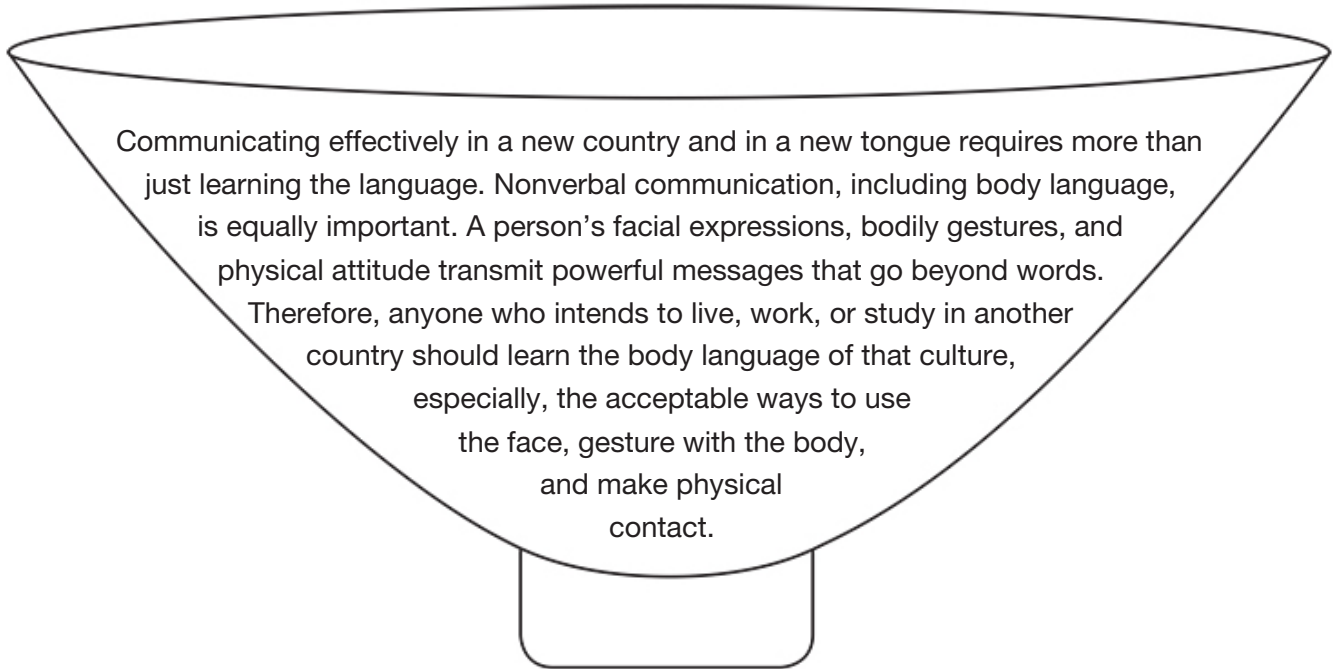 Communicating effectively in a new country and in a new tongue requires more than
just learning the language. Nonverbal communication, including body language,
is equally important. A person’s facial expressions, bodily gestures, and
physical attitude transmit powerful messages that go beyond words.
Therefore, anyone who intends to live, work, or study in another
country should learn the body language of that culture,
especially, the acceptable ways to use
the face, gesture with the body,
and make physical
contact.